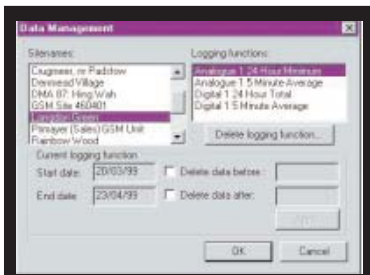 Data Management
Sitenames:
Crugmeer, nr Padstow
Denmead Village
DMA 87: Hing Wah
GSM Site 460401
Langdon Green
Primayer (Sales) GSM Unit
Rainbow Wood
Logging functions:
Analogue 1 24 Hour Minimum
Analogue 1 5 Minute Average
Digital 1 24 Hour Total
Digital 1 5 Minute Average
Delete logging function...
Current logging function
Start date: 20/03/99
Delete data before:
End date: 23/04/99
Delete data after:
OK
Cancel